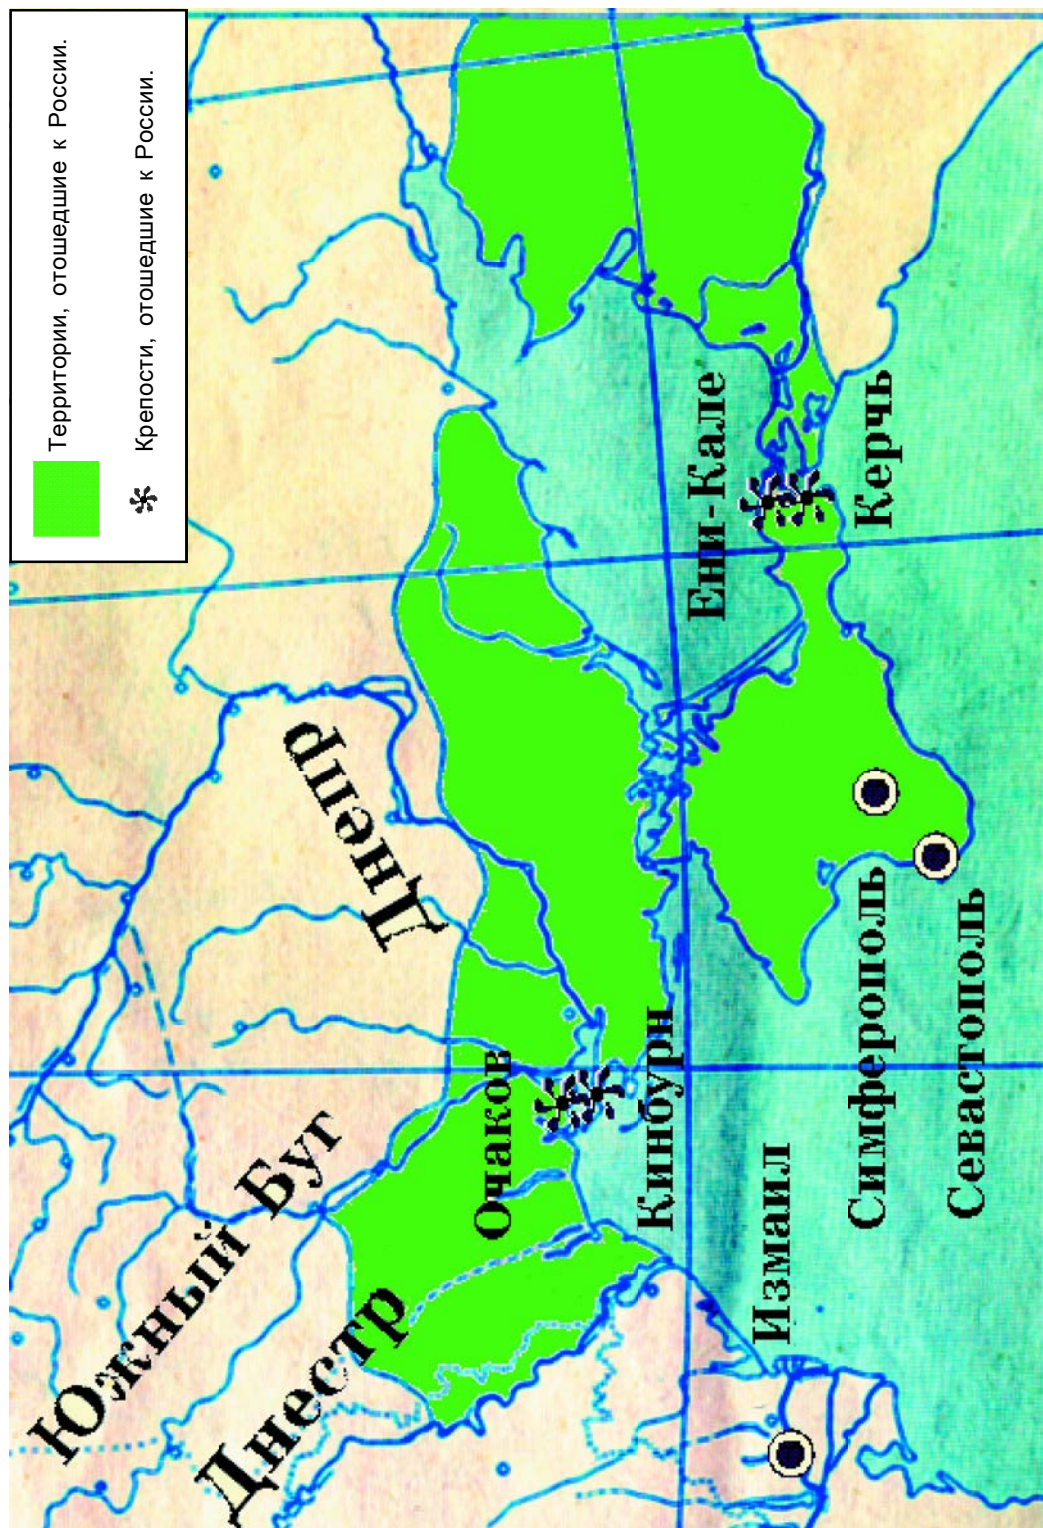 Территории, отошедшие к России.
Крепости, отошедшие к России.
Южный Буг
Днестр
Днепр
Очаков
Кинбурн
Ени-Кале
Керчь
Измаил
Симферополь
Севастополь